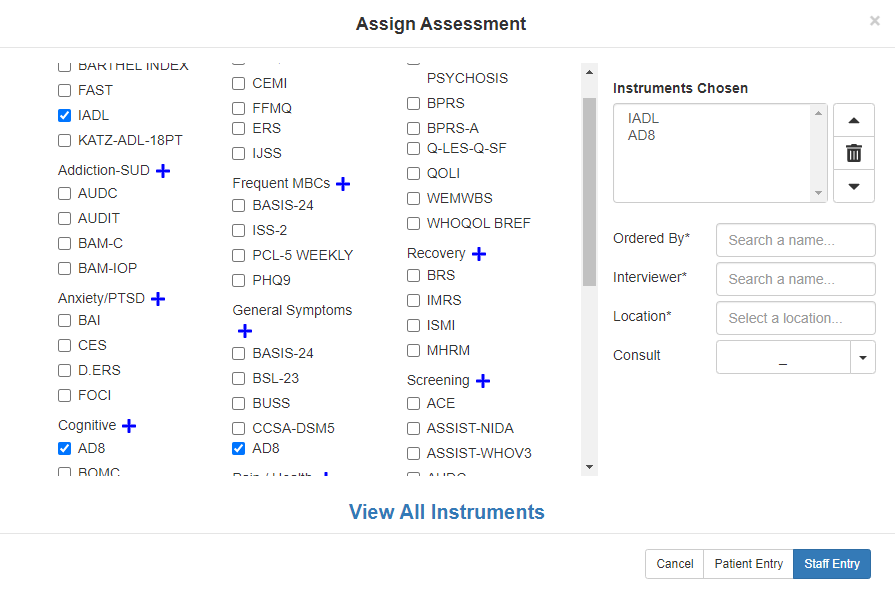 Assign Assessment
×
BARTHEL INDEX
FAST
IADL
KATZ-ADL-18PT
Addiction-SUD
AUDC
AUDIT
BAM-C
BAM-IOP
Anxiety/PTSD
BAI
CES
D.ERS
FOCI
Cognitive
AD8
BOMC
CEMI
FFMQ
ERS
IJSS
Frequent MBCs
BASIS-24
ISS-2
PCL-5 WEEKLY
PHQ9
General Symptoms
BASIS-24
BSL-23
BUSS
CCSA-DSM5
AD8
Pain / Health
PSYCHOSIS
BPRS
BPRS-A
Q-LES-Q-SF
QOLI
WEMWBS
WHOQOL BREF
Recovery
BRS
IMRS
ISMI
MHRM
Screening
ACE
ASSIST-NIDA
ASSIST-WHOV3
Instruments Chosen
IADL
AD8
Ordered By*
Search a name...
Interviewer*
Search a name...
Location*
Select a location...
Consult
_
View All Instruments
Cancel
Patient Entry
Staff Entry